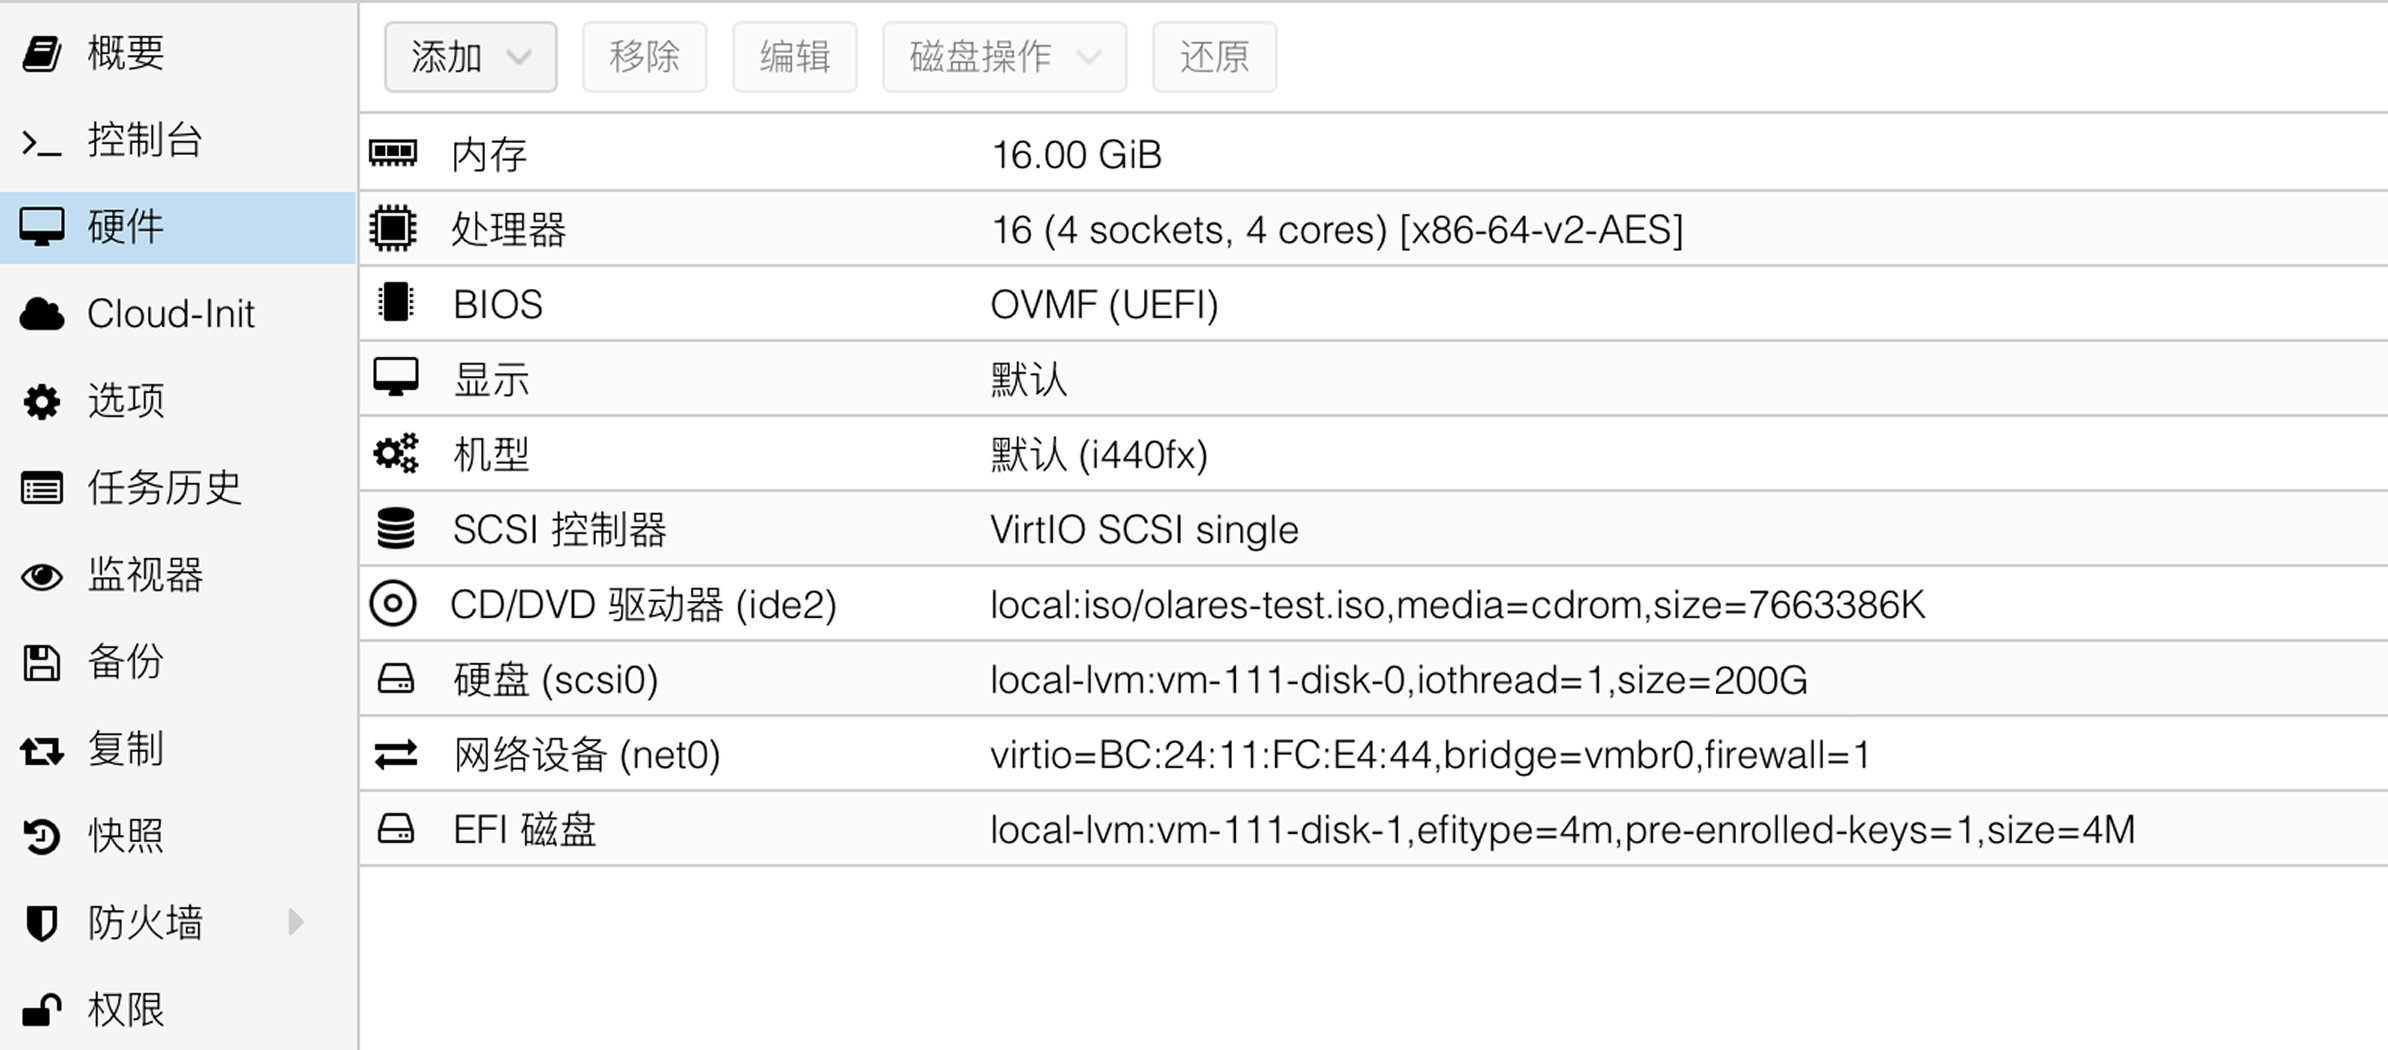 概要
控制台
硬件
Cloud-Init
选项
任务历史
监视器
备份
复制
快照
防火墙
权限
添加 移除 编辑 磁盘操作 还原
内存 16.00 GiB
处理器 16 (4 sockets, 4 cores) [x86-64-v2-AES]
BIOS OVMF (UEFI)
显示 默认
机型 默认 (i440fx)
SCSI 控制器 VirtIO SCSI single
CD/DVD 驱动器 (ide2) local:iso/olares-test.iso,media=cdrom,size=7663386K
硬盘 (scsi0) local-lvm:vm-111-disk-0,iothread=1,size=200G
网络设备 (net0) virtio=BC:24:11:FC:E4:44,bridge=vmbr0,firewall=1
EFI 磁盘 local-lvm:vm-111-disk-1,efitype=4m,pre-enrolled-keys=1,size=4M